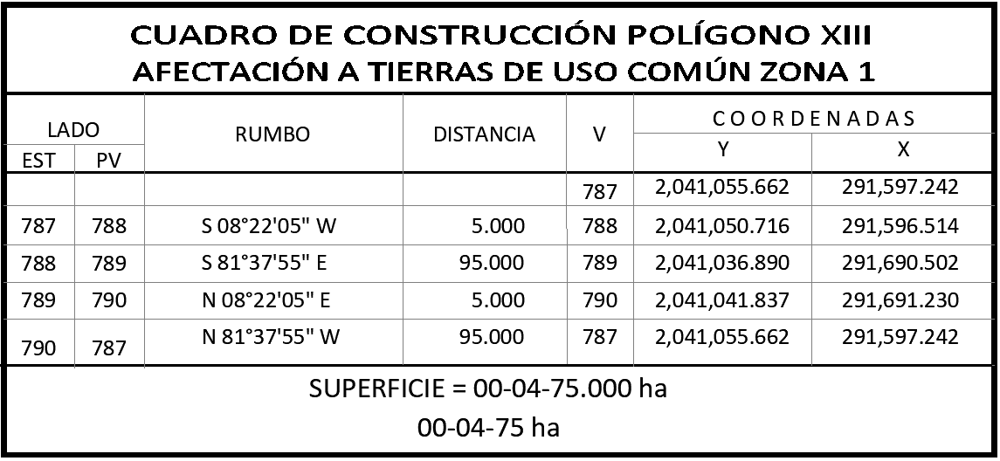 CUADRO DE CONSTRUCCIÓN POLÍGONO XIII
AFECTACIÓN A TIERRAS DE USO COMÚN ZONA 1
LADO RUMBO DISTANCIA V C O O R D E N A D A S
EST PV Y X
787 2,041,055.662 291,597.242
787 788 S 08°22'05" W 5.000 788 2,041,050.716 291,596.514
788 789 S 81°37'55" E 95.000 789 2,041,036.890 291,690.502
789 790 N 08°22'05" E 5.000 790 2,041,041.837 291,691.230
790 787 N 81°37'55" W 95.000 787 2,041,055.662 291,597.242
SUPERFICIE = 00-04-75.000 ha
00-04-75 ha